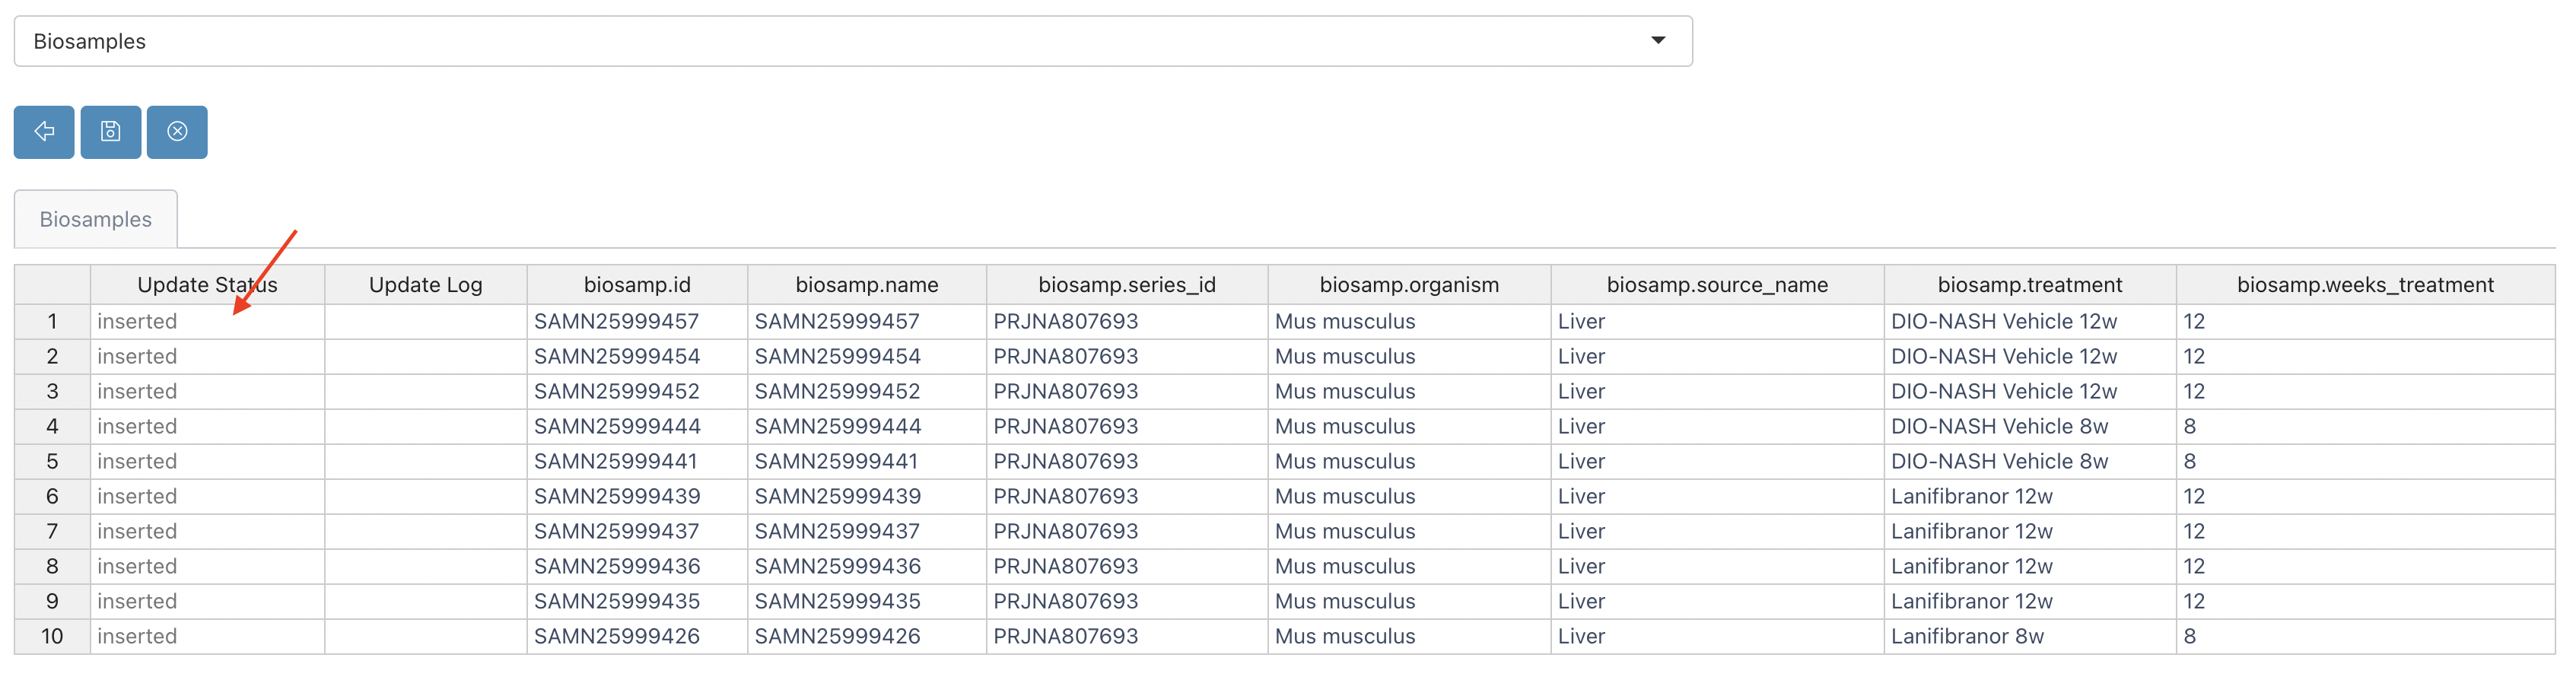 Biosamples
Biosamples
Update Status Update Log biosamp.id biosamp.name biosamp.series_id biosamp.organism biosamp.source_name biosamp.treatment biosamp.weeks_treatment
1 inserted SAMN25999457 SAMN25999457 PRJNA807693 Mus musculus Liver DIO-NASH Vehicle 12w 12
2 inserted SAMN25999454 SAMN25999454 PRJNA807693 Mus musculus Liver DIO-NASH Vehicle 12w 12
3 inserted SAMN25999452 SAMN25999452 PRJNA807693 Mus musculus Liver DIO-NASH Vehicle 12w 12
4 inserted SAMN25999444 SAMN25999444 PRJNA807693 Mus musculus Liver DIO-NASH Vehicle 8w 8
5 inserted SAMN25999441 SAMN25999441 PRJNA807693 Mus musculus Liver DIO-NASH Vehicle 8w 8
6 inserted SAMN25999439 SAMN25999439 PRJNA807693 Mus musculus Liver Lanifibranor 12w 12
7 inserted SAMN25999437 SAMN25999437 PRJNA807693 Mus musculus Liver Lanifibranor 12w 12
8 inserted SAMN25999436 SAMN25999436 PRJNA807693 Mus musculus Liver Lanifibranor 12w 12
9 inserted SAMN25999435 SAMN25999435 PRJNA807693 Mus musculus Liver Lanifibranor 12w 12
10 inserted SAMN25999426 SAMN25999426 PRJNA807693 Mus musculus Liver Lanifibranor 8w 8